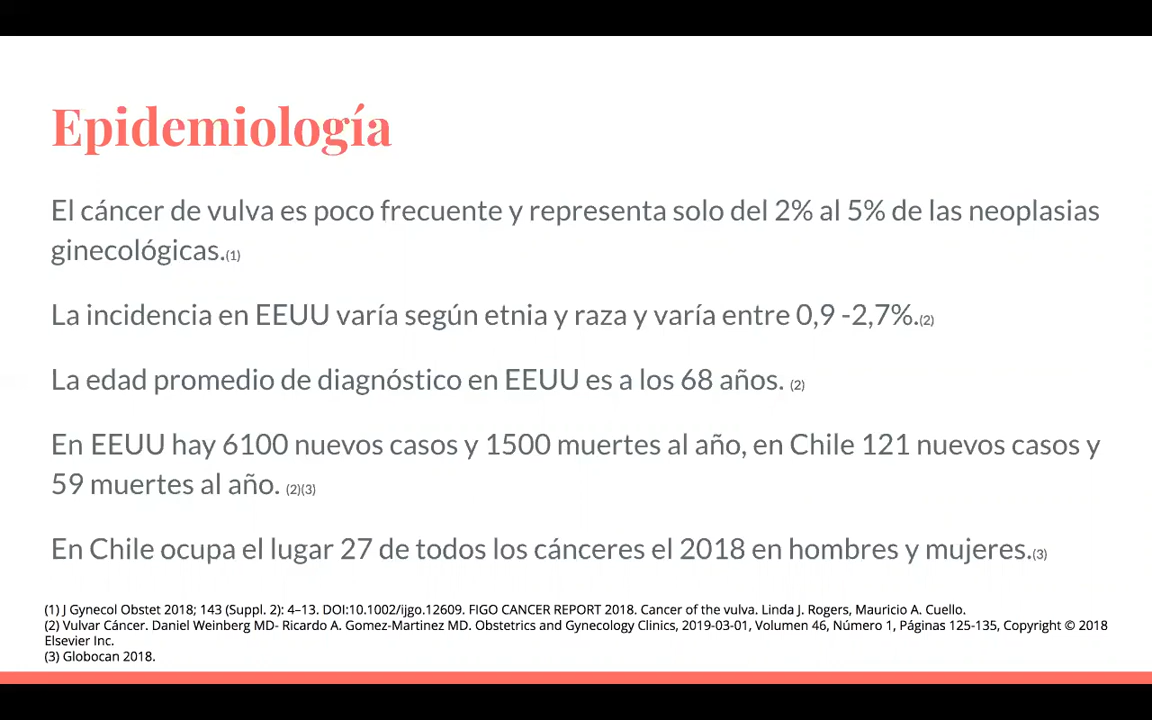 Epidemiología
El cáncer de vulva es poco frecuente y representa solo del 2% al 5% de las neoplasias
ginecológicas.(1)
La incidencia en EEUU varía según etnia y raza y varía entre 0,9 -2,7%.(2)
La edad promedio de diagnóstico en EEUU es a los 68 años. (2)
En EEUU hay 6100 nuevos casos y 1500 muertes al año, en Chile 121 nuevos casos y
59 muertes al año. (2)(3)
En Chile ocupa el lugar 27 de todos los cánceres el 2018 en hombres y mujeres.(3)
(1) J Gynecol Obstet 2018; 143 (Suppl. 2): 4–13. DOI:10.1002/ijgo.12609. FIGO CANCER REPORT 2018. Cancer of the vulva. Linda J. Rogers, Mauricio A. Cuello.
(2) Vulvar Cáncer. Daniel Weinberg MD- Ricardo A. Gomez-Martinez MD. Obstetrics and Gynecology Clinics, 2019-03-01, Volumen 46, Número 1, Páginas 125-135, Copyright © 2018
Elsevier Inc.
(3) Globocan 2018.